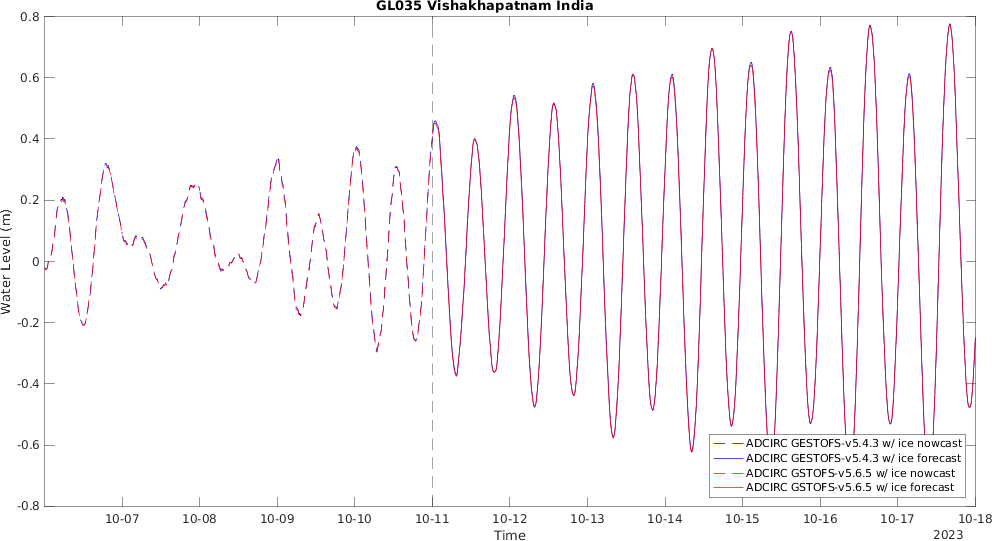 GL035 Vishakhapatnam India
0.8
0.6
0.4
0.2
0
-0.2
-0.4
-0.6
-0.8
Water Level (m)
ADCIRC GESTOFS-v5.4.3 w/ ice nowcast
ADCIRC GESTOFS-v5.4.3 w/ ice forecast
ADCIRC GSTOFS-v5.6.5 w/ ice nowcast
ADCIRC GSTOFS-v5.6.5 w/ ice forecast
10-07 10-08 10-09 10-10 10-11 10-12 10-13 10-14 10-15 10-16 10-17 10-18
Time
2023